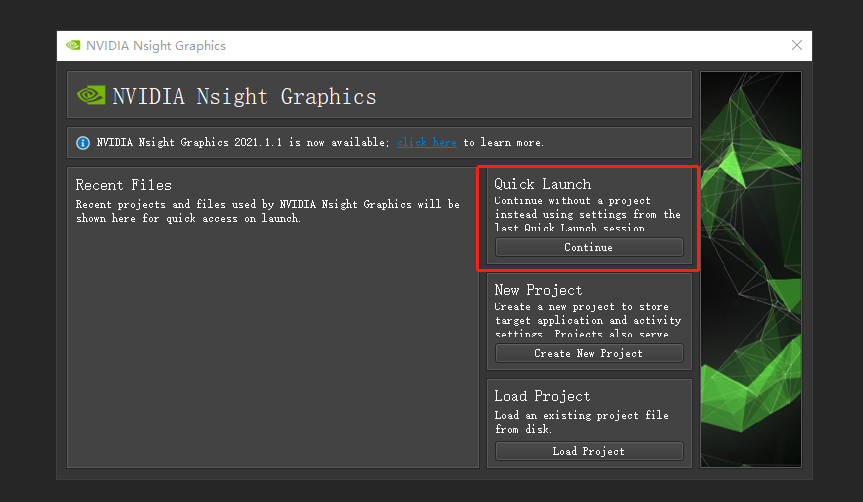 NVIDIA Nsight Graphics
NVIDIA Nsight Graphics
NVIDIA Nsight Graphics 2021.1.1 is now available; click here to learn more.
Recent Files
Recent projects and files used by NVIDIA Nsight Graphics will be
shown here for quick access on launch.
Quick Launch
Continue without a project
instead using settings from the
last Quick Launch session
Continue
New Project
Create a new project to store
target application and activity
settings. Projects also serve
Create New Project
Load Project
Load an existing project file
from disk.
Load Project